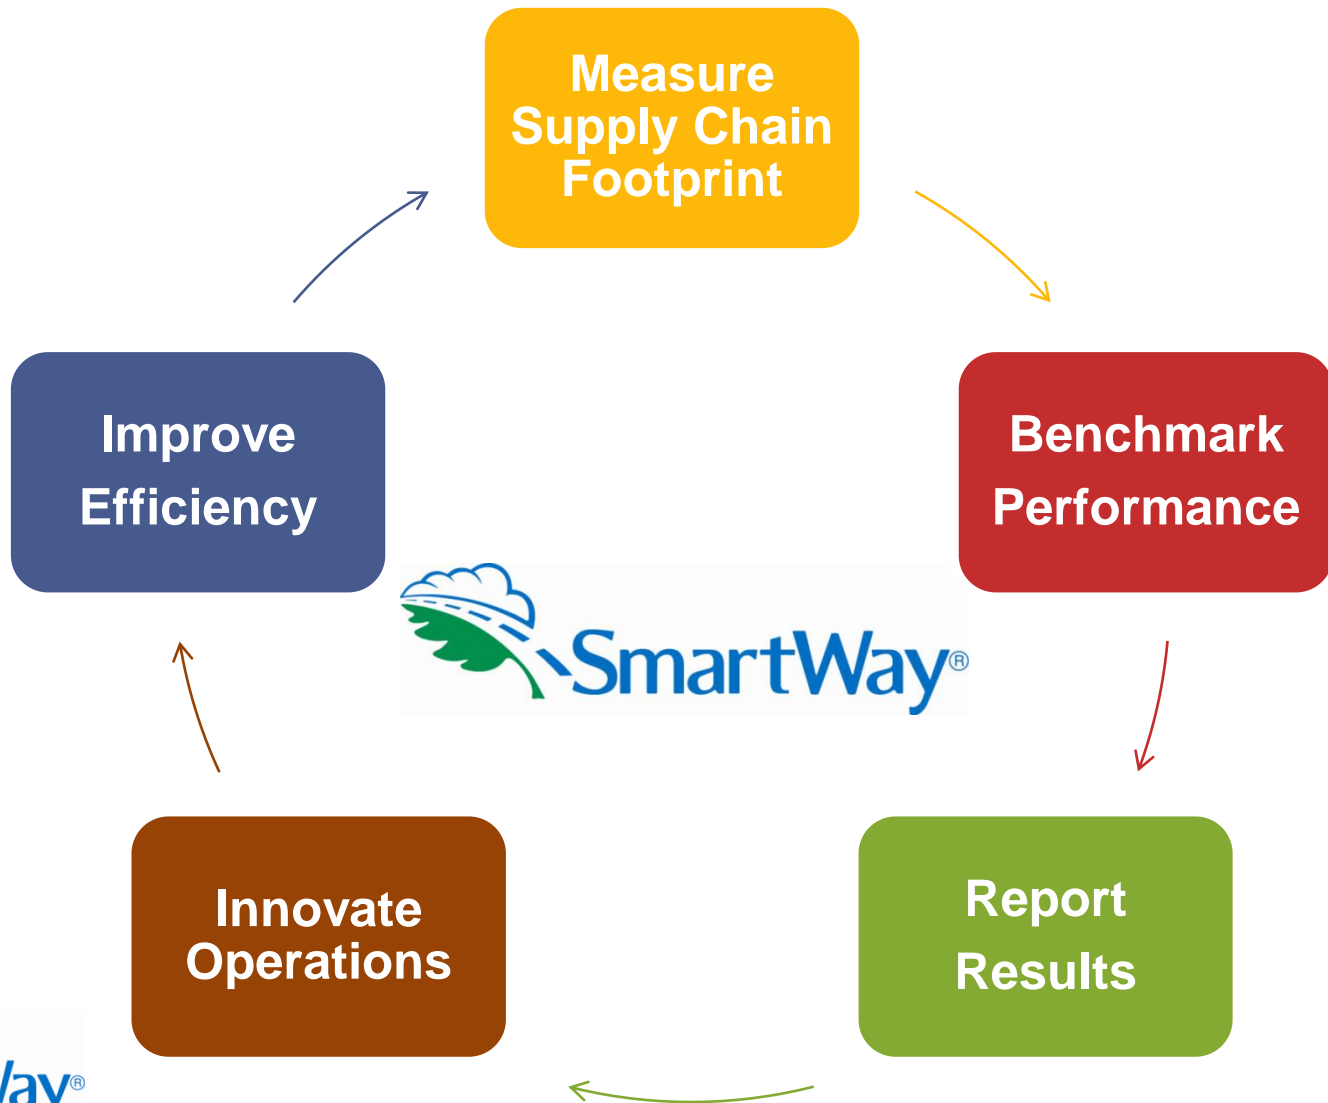 Measure
Supply Chain
Footprint
Benchmark
Performance
Report
Results
Innovate
Operations
Improve
Efficiency
SmartWay®